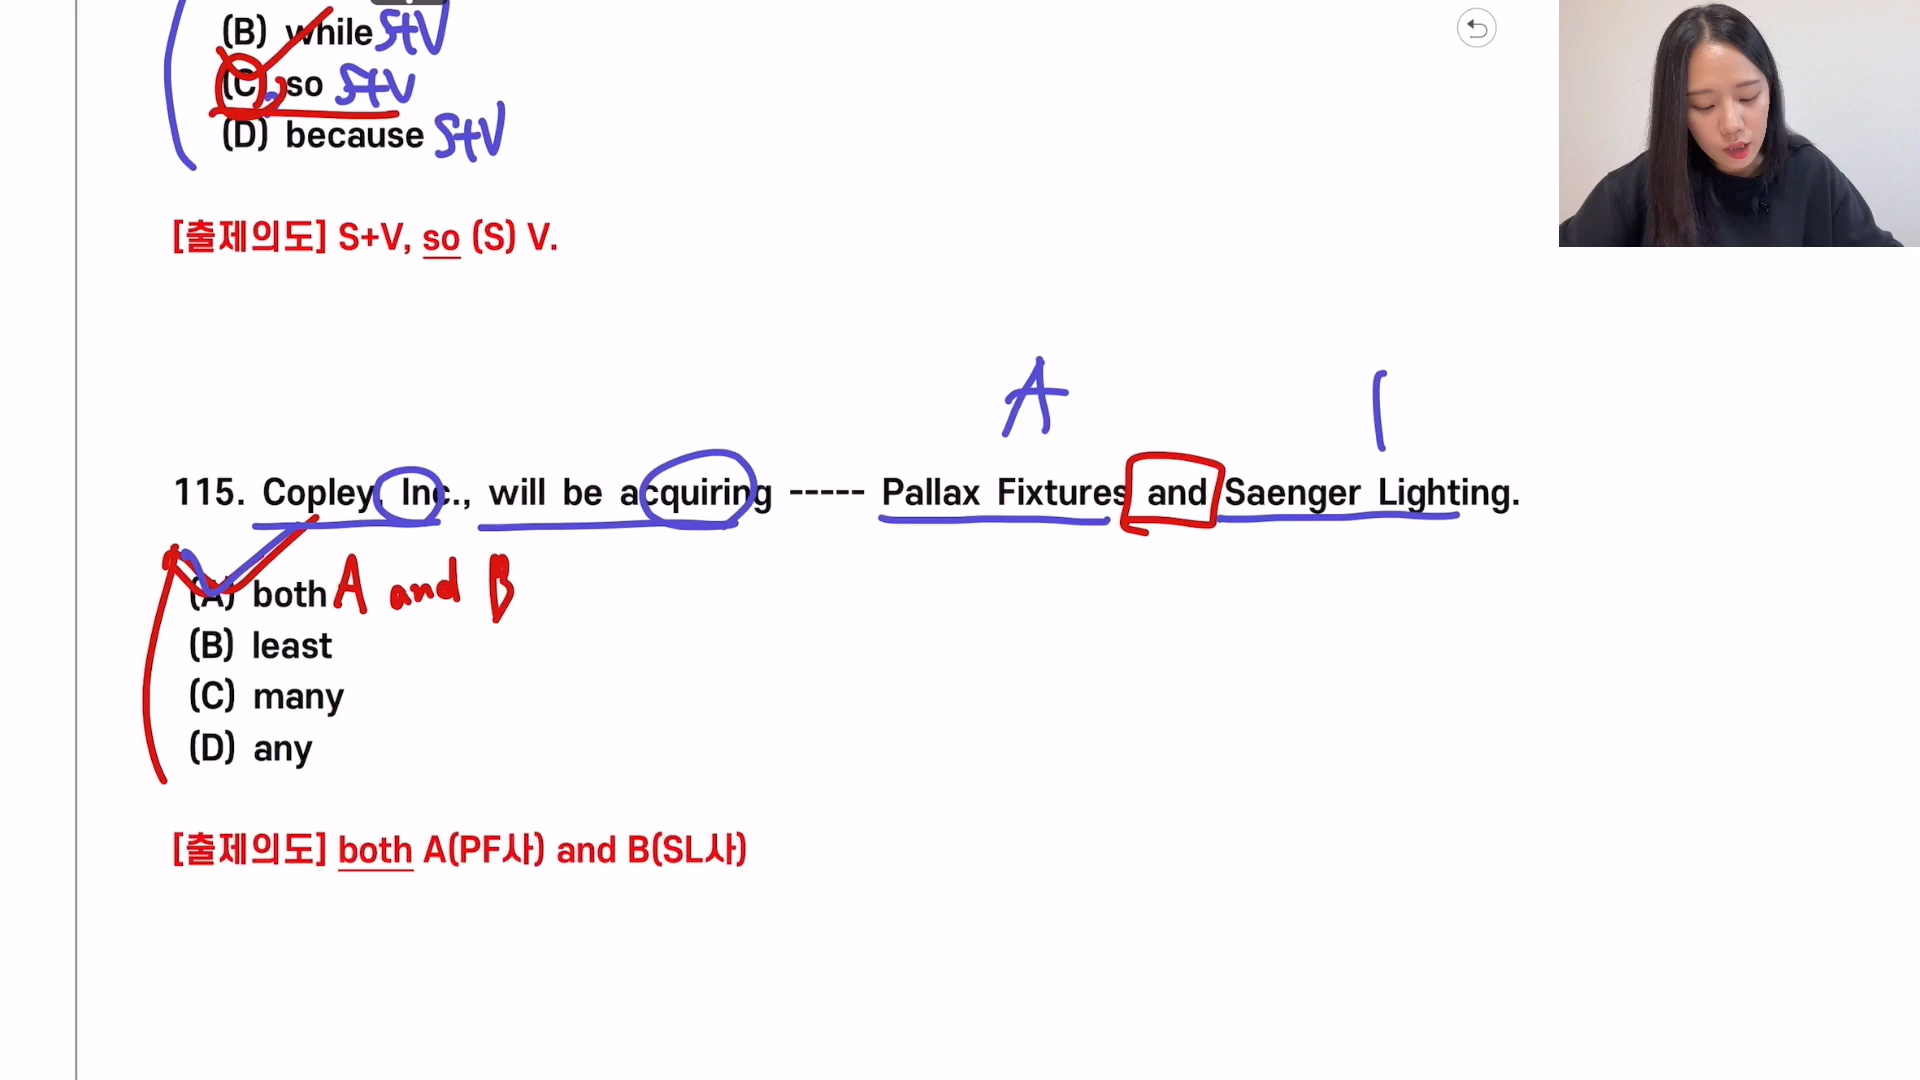 (B) while S+V
(C) , so S+V
(D) because S+V
[출제의도] S+V, so (S) V.
A
115. Copley, Inc., will be acquiring ----- Pallax Fixtures and Saenger Lighting.
(A) both A and B
(B) least
(C) many
(D) any
[출제의도] both A(PF사) and B(SL사)